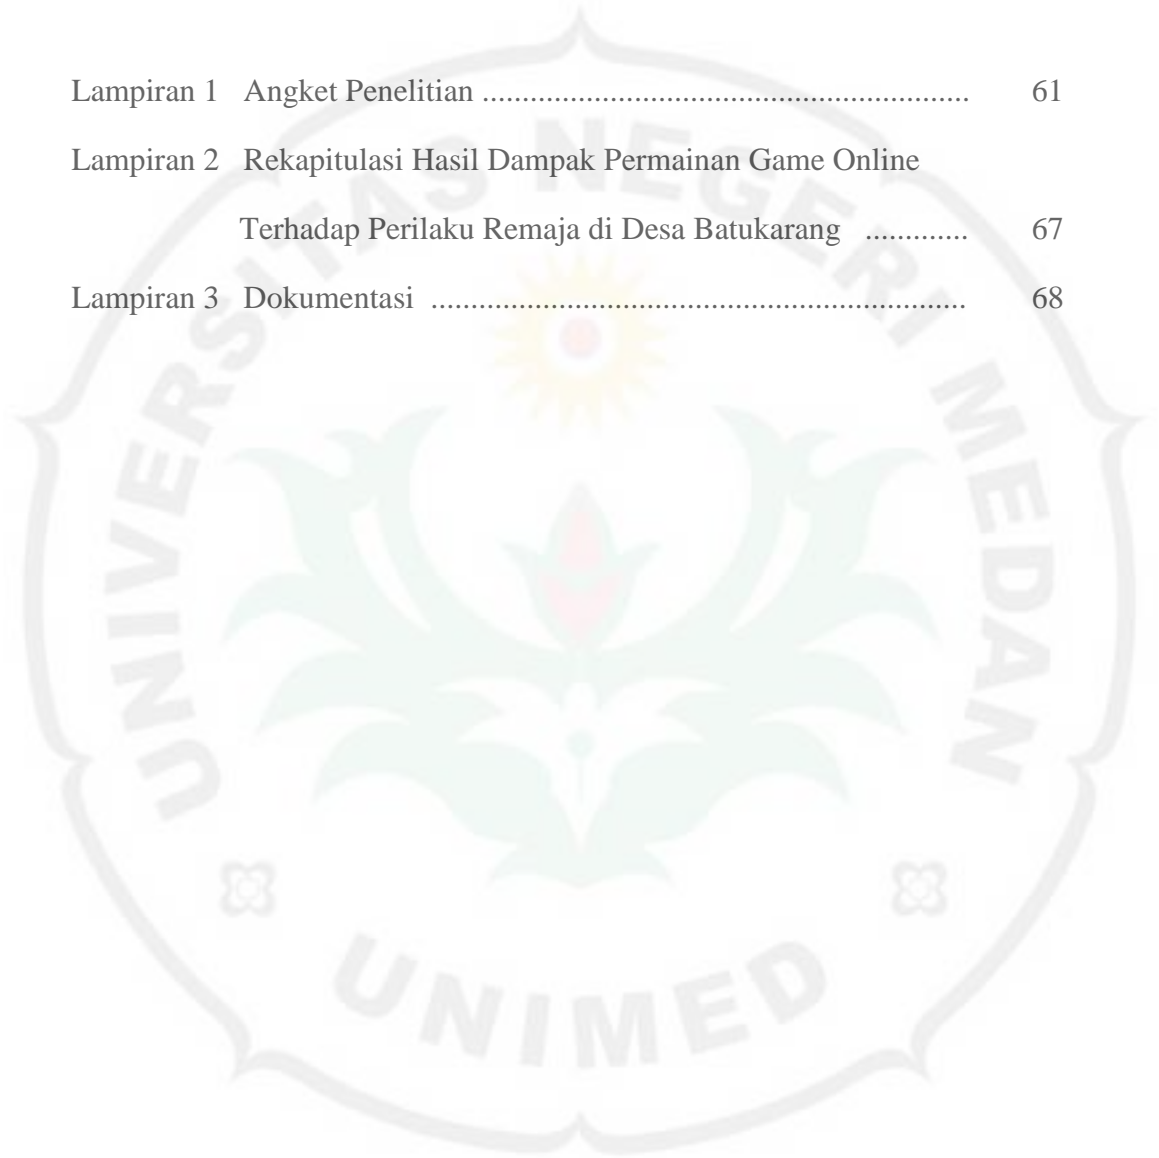 Lampiran 1 Angket Penelitian ............................................................. 61
Lampiran 2 Rekapitulasi Hasil Dampak Permainan Game Online
Terhadap Perilaku Remaja di Desa Batukarang ............. 67
Lampiran 3 Dokumentasi ................................................................... 68
UNIVERSITAS NEGERI MEDAN
UNIMED